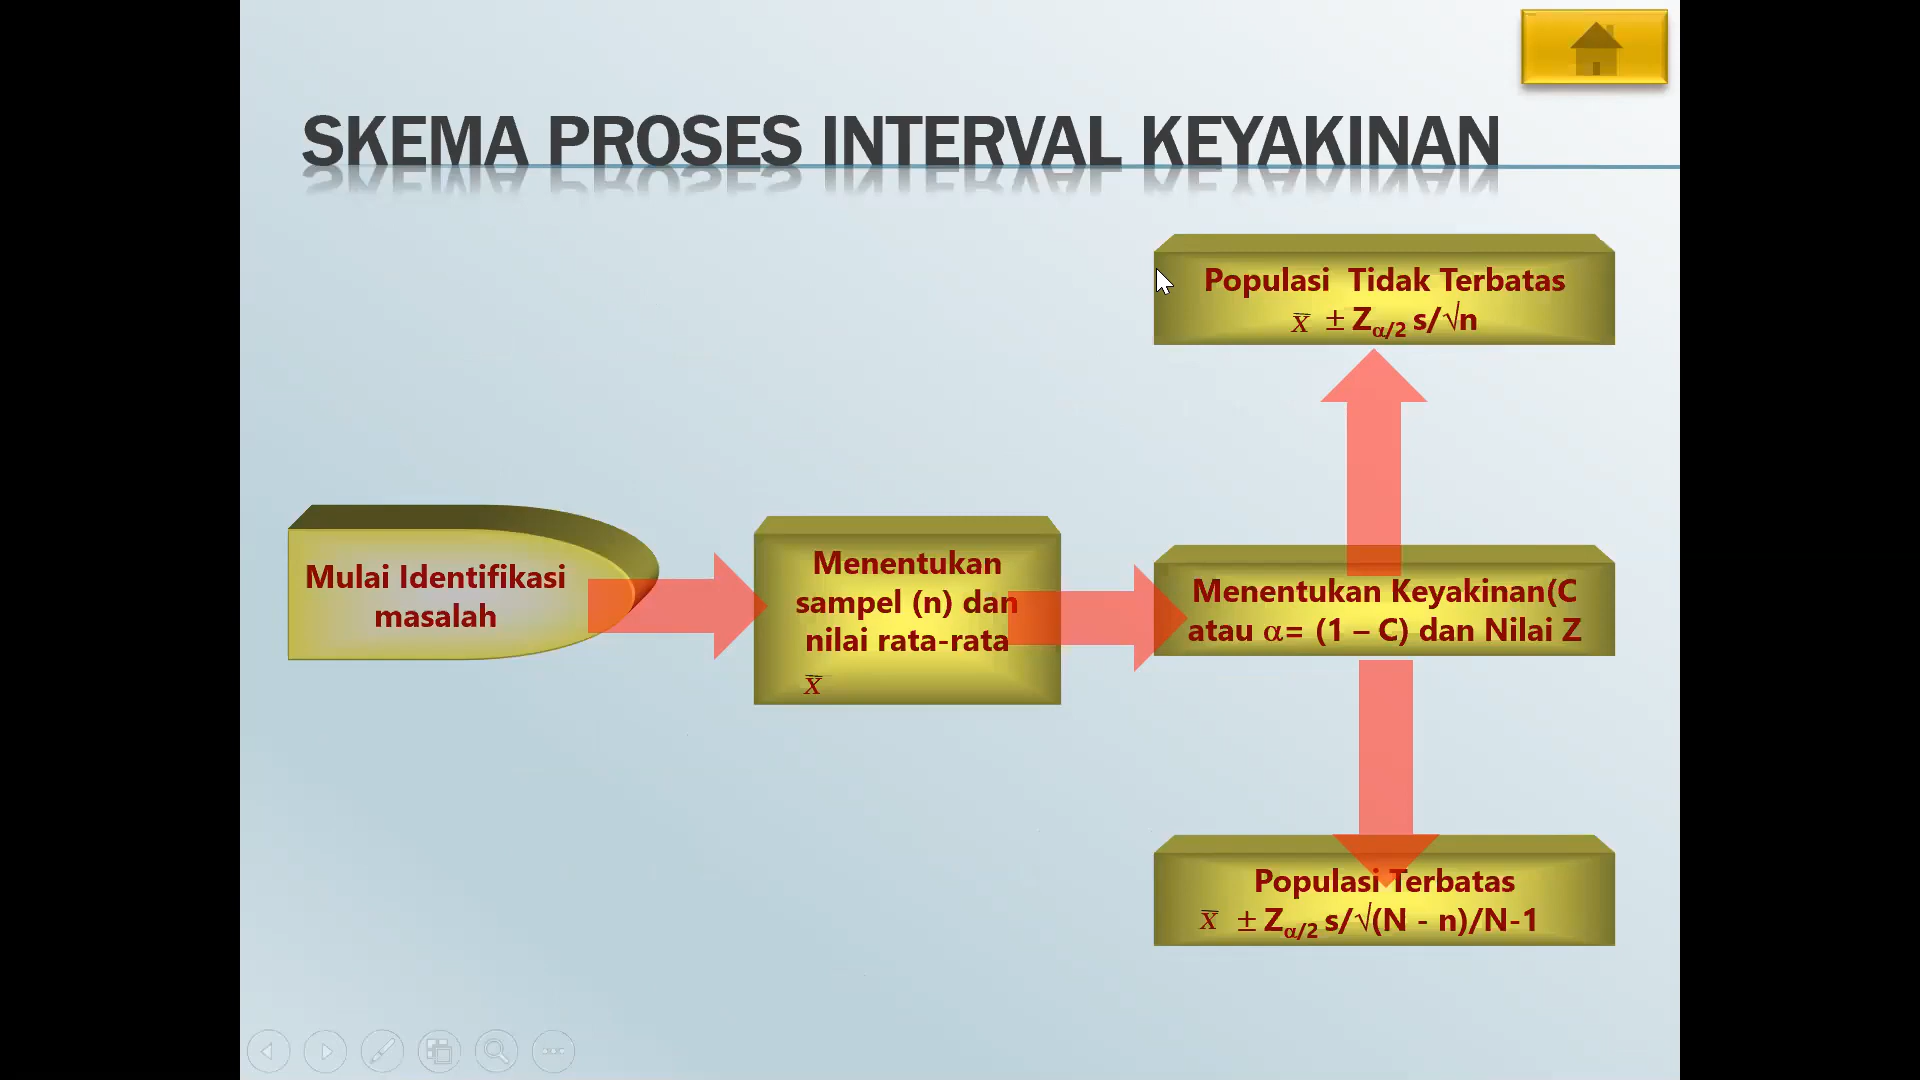 SKEMA PROSES INTERVAL KEYAKINAN
Populasi Tidak Terbatas
x̅ ± Zα/2 s/√n
Mulai Identifikasi
masalah
Menentukan
sampel (n) dan
nilai rata-rata
x̅
Menentukan Keyakinan(C
atau α= (1 – C) dan Nilai Z
Populasi Terbatas
x̅ ± Zα/2 s/√(N - n)/N-1